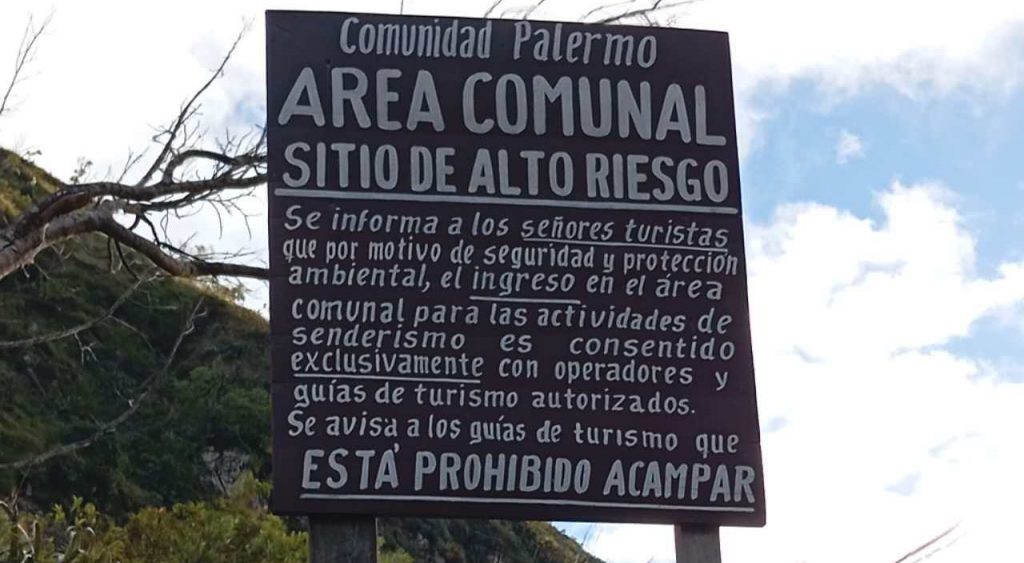 Comunidad Palermo
AREA COMUNAL
SITIO DE ALTO RIESGO
Se informa a los señores turistas
que por motivo de seguridad y protección
ambiental, el ingreso en el área
comunal para las actividades de
senderismo es consentido
exclusivamente con operadores y
guías de turismo autorizados.
Se avisa a los guías de turismo que
ESTÁ PROHIBIDO ACAMPAR